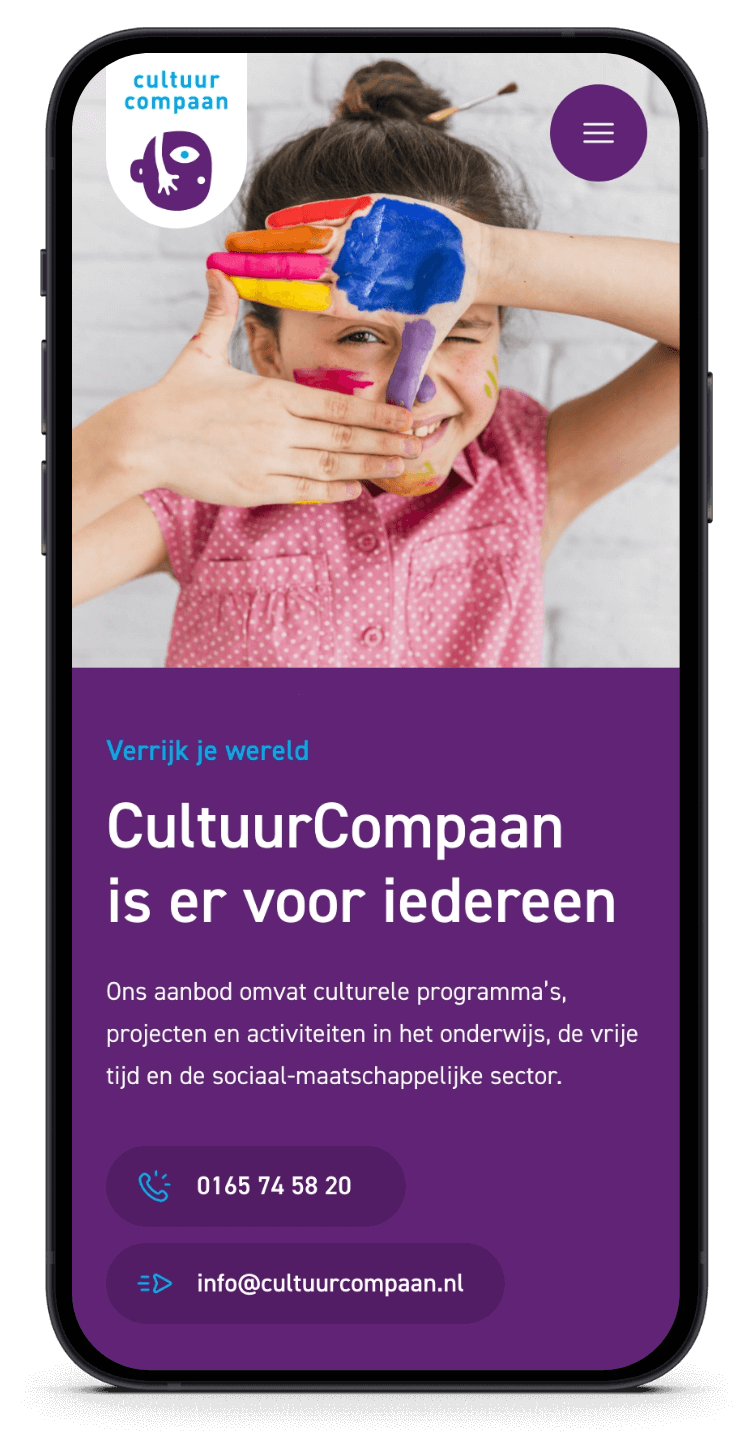 cultuur
compaan
Verrijk je wereld
CultuurCompaan
is er voor iedereen
Ons aanbod omvat culturele programma's,
projecten en activiteiten in het onderwijs, de vrije
tijd en de sociaal-maatschappelijke sector.
0165 74 58 20
info@cultuurcompaan.nl